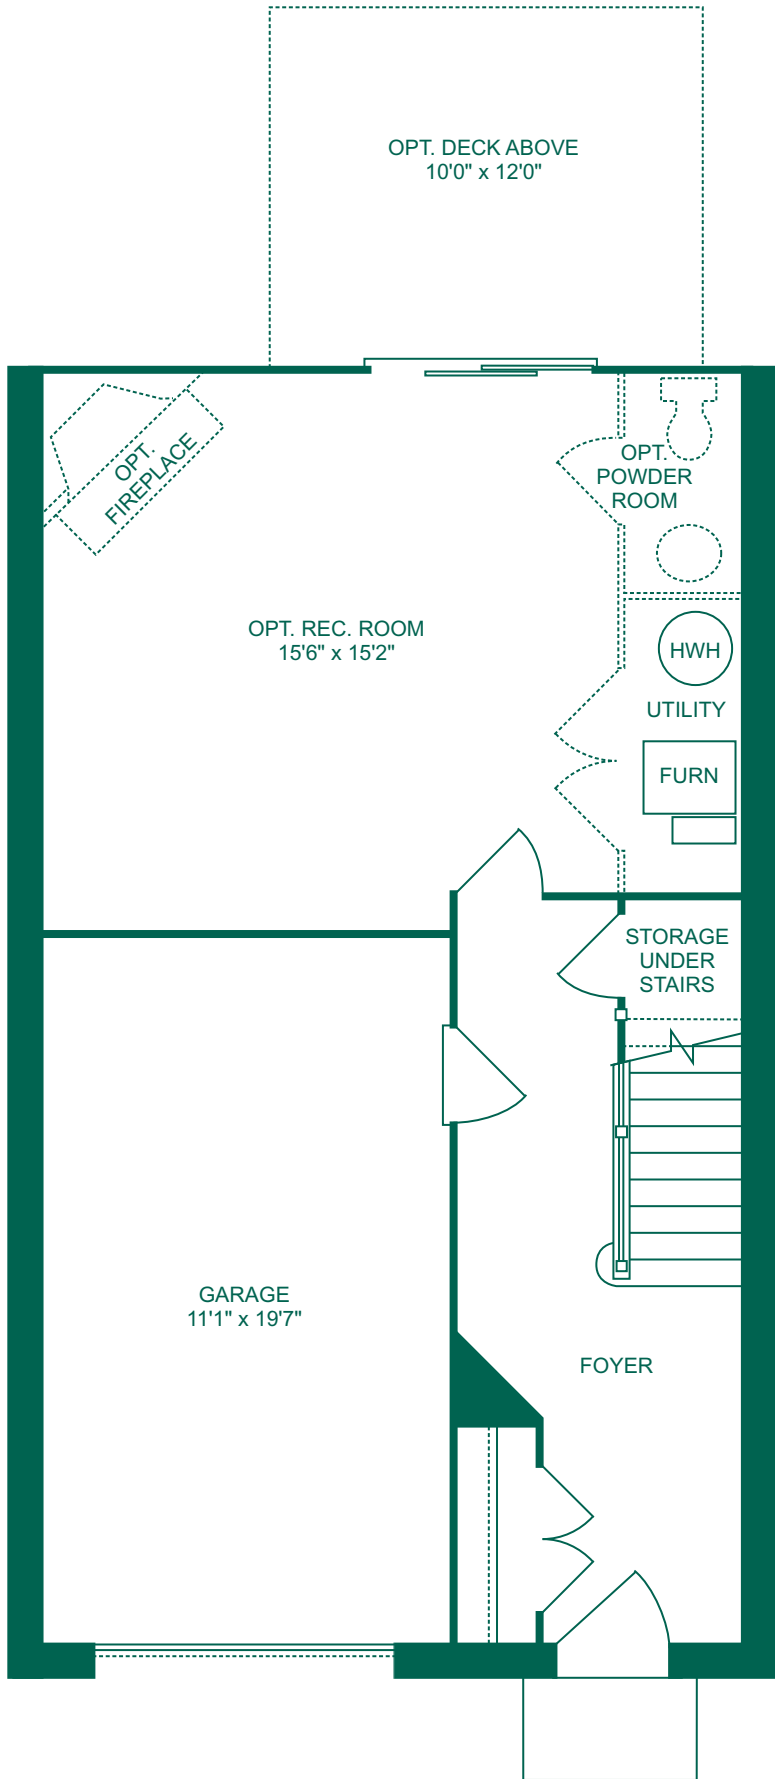 OPT. DECK ABOVE
10'0" x 12'0"
OPT.
FIREPLACE
OPT.
POWDER
ROOM
OPT. REC. ROOM
15'6" x 15'2"
HWH
UTILITY
FURN
STORAGE
UNDER
STAIRS
GARAGE
11'1" x 19'7"
FOYER